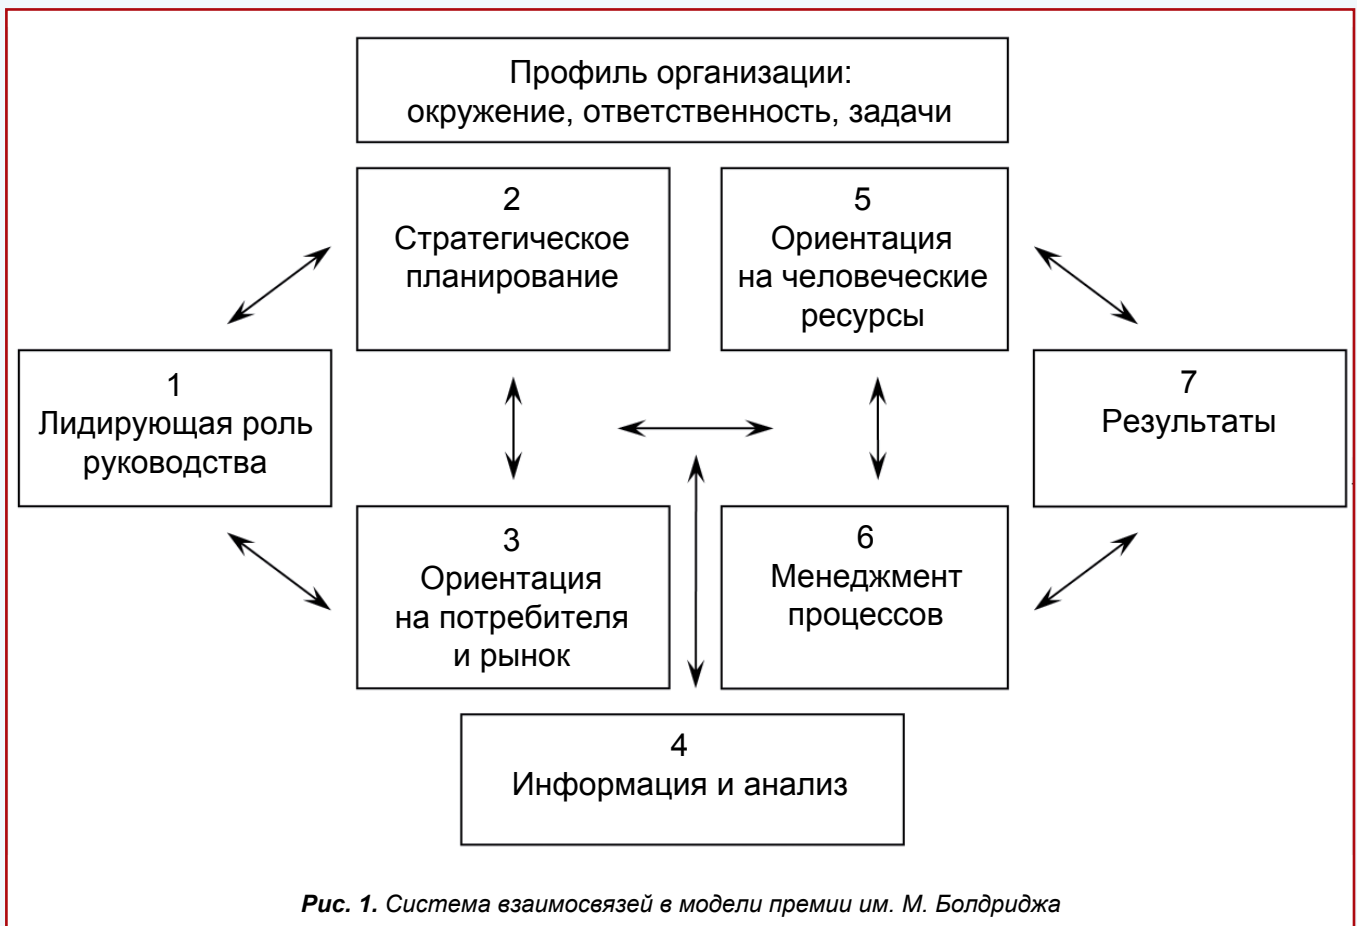 Профиль организации:
окружение, ответственность, задачи
2
Стратегическое
планирование
5
Ориентация
на человеческие
ресурсы
1
Лидирующая роль
руководства
7
Результаты
3
Ориентация
на потребителя
и рынок
6
Менеджмент
процессов
4
Информация и анализ
Рис. 1. Система взаимосвязей в модели премии им. М. Болдриджа